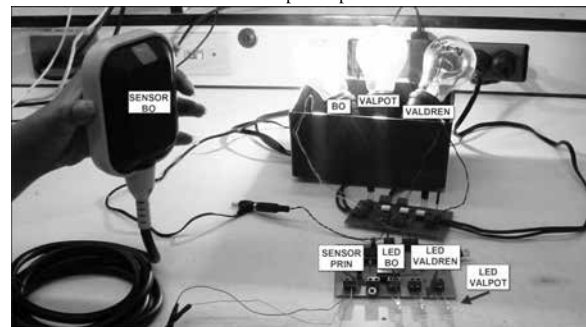 SENSOR
BO
BO
VALPOT
VALDREN
SENSOR
PRIN
LED
BO
LED
VALDREN
LED
VALPOT